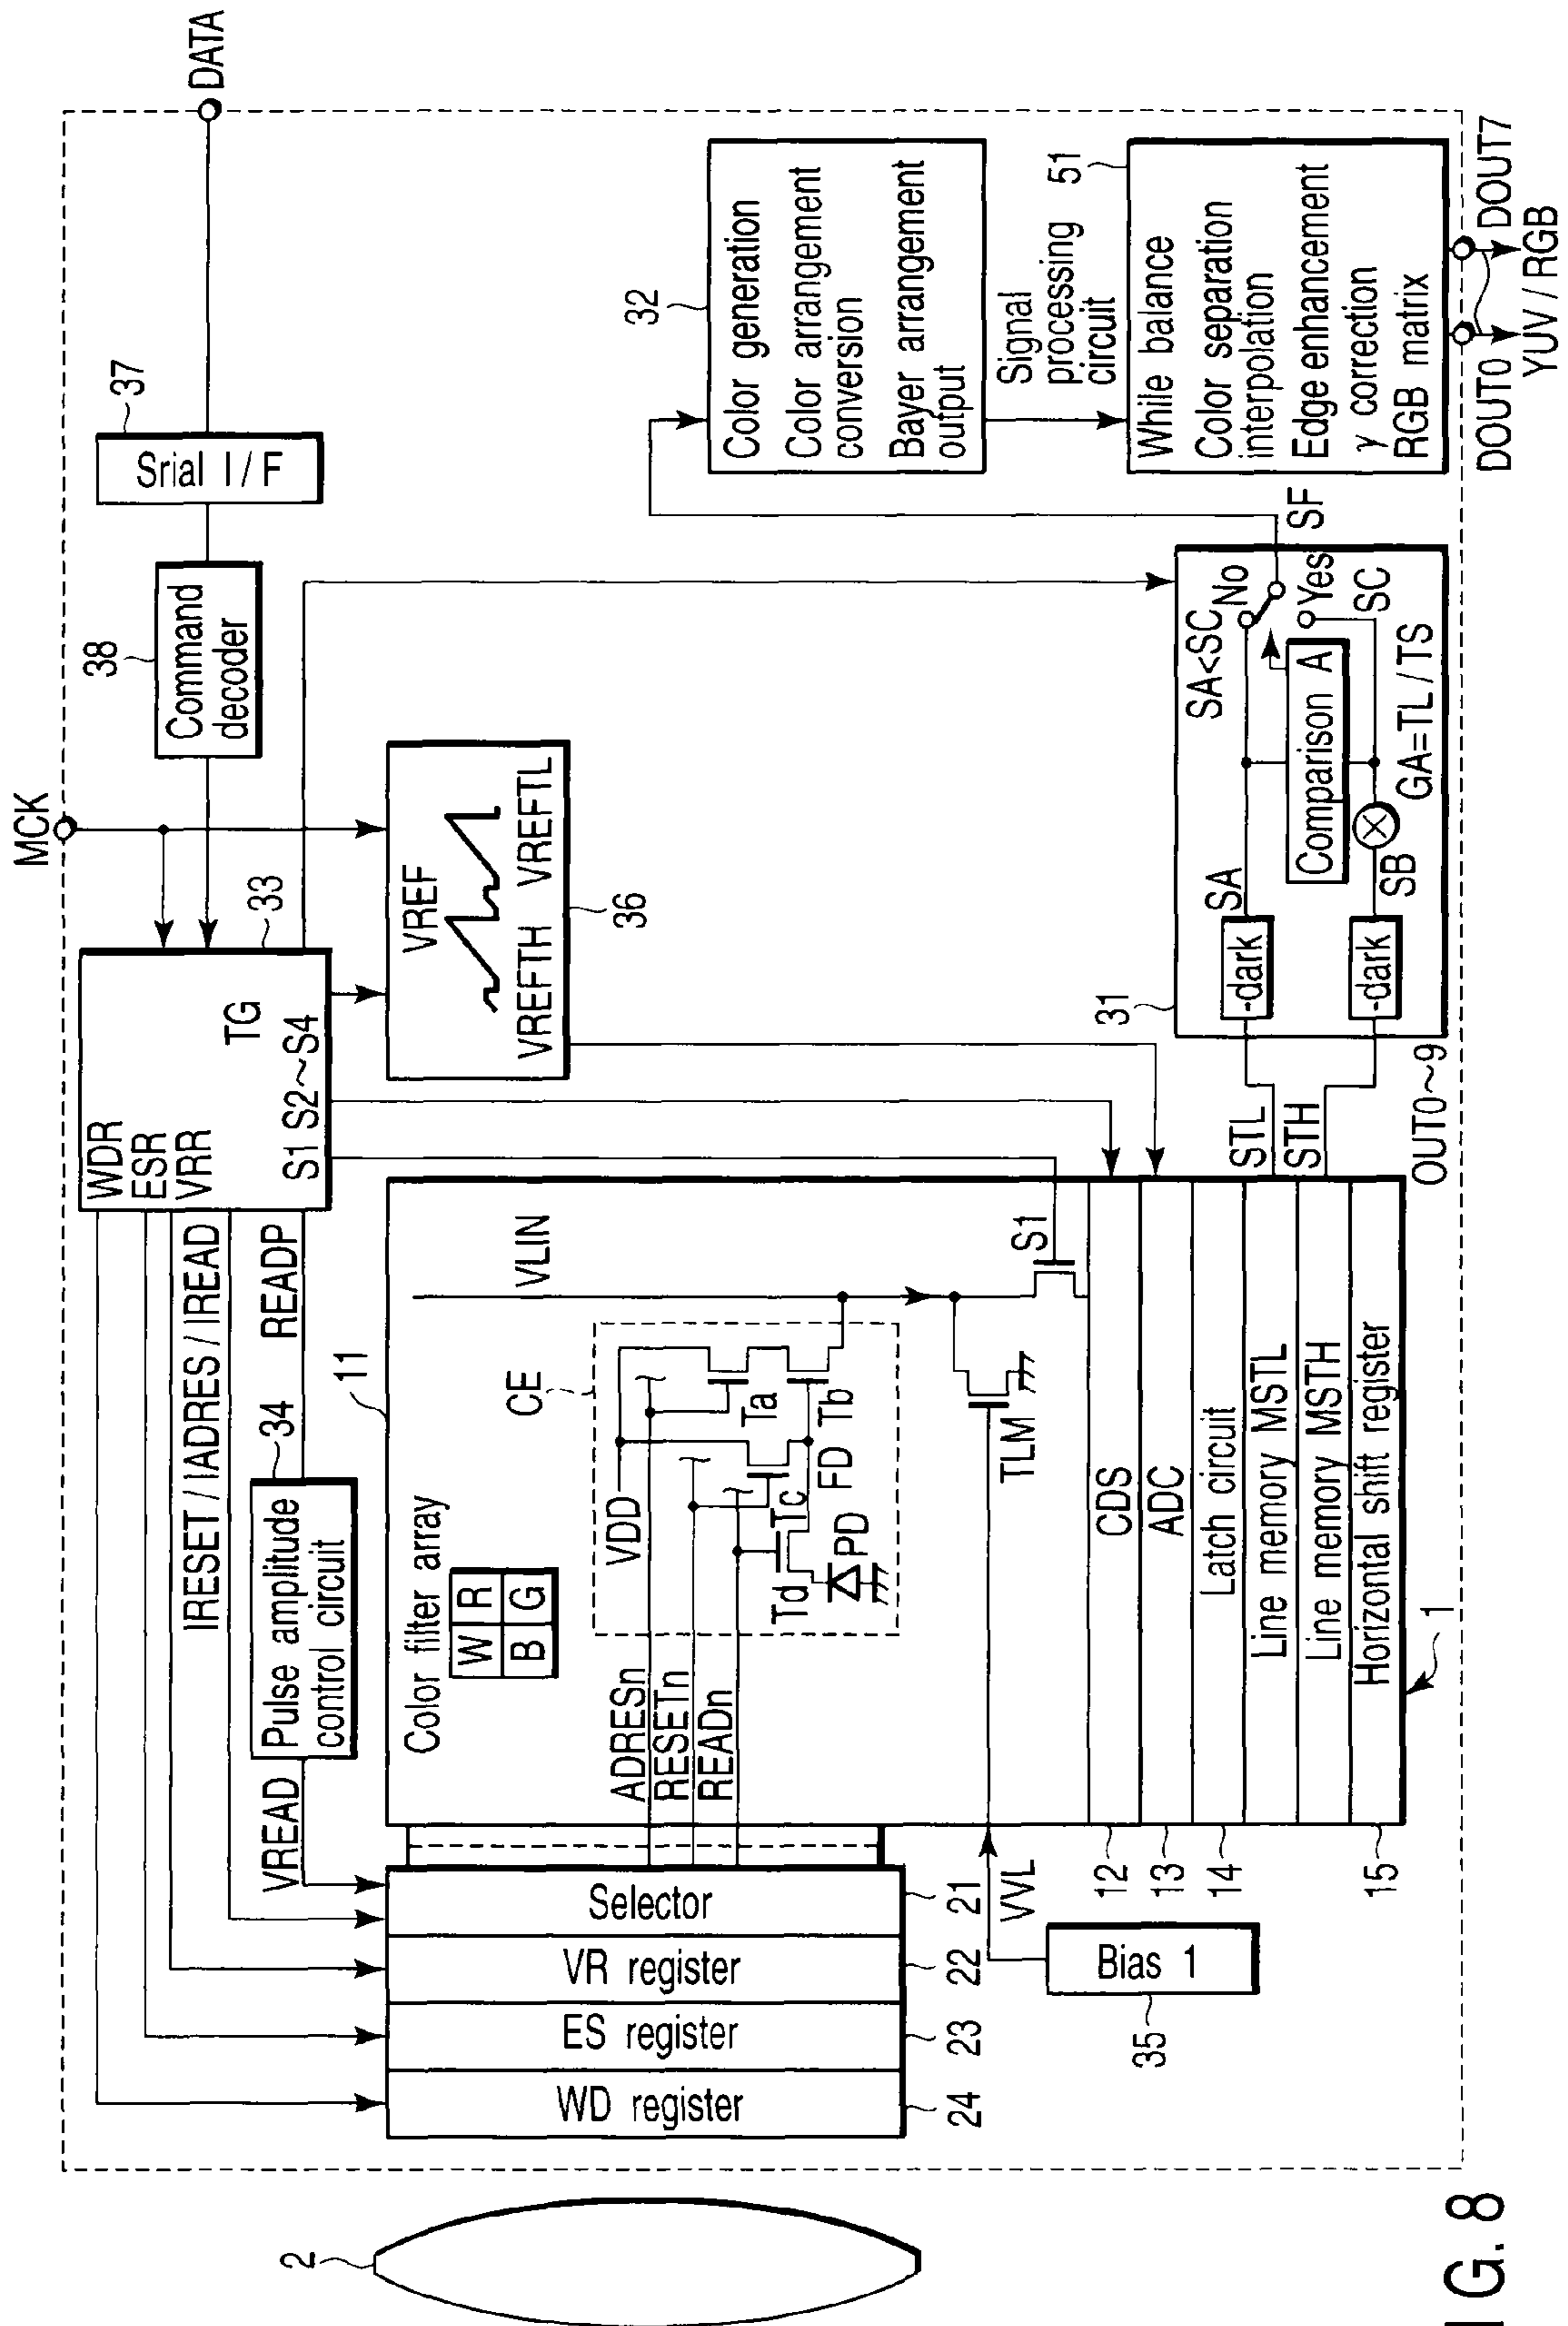 MCK
DATA
37
Srial I / F
38
Command
decoder
33
TG
WDR
ESR
VRR
S1 S2~S4
IRESET / IADRES / IREAD
READP
34
Pulse amplitude
control circuit
VREAD
VREF
VREFTH VREFTL
36
2
Selector
VR register
ES register
WD register
21
22
23
24
11
Color filter array
W R
B G
CE
VDD
ADRESn
RESETn
READn
Ta
Tb
Tc
Td
FD
PD
VLIN
S1
TLM
VVL
Bias 1
35
CDS
ADC
Latch circuit
Line memory MSTL
Line memory MSTH
Horizontal shift register
12
13
14
15
1
STL
STH
OUT0~9
31
-dark
-dark
SA
SB
Comparison A
SA<SC
No
Yes
SC
GA=TL / TS
SF
32
Color generation
Color arrangement
conversion
Bayer arrangement
output
Signal
processing
circuit
51
While balance
Color separation
interpolation
Edge enhancement
γ correction
RGB matrix
DOUT0
DOUT7
YUV / RGB
I G. 8